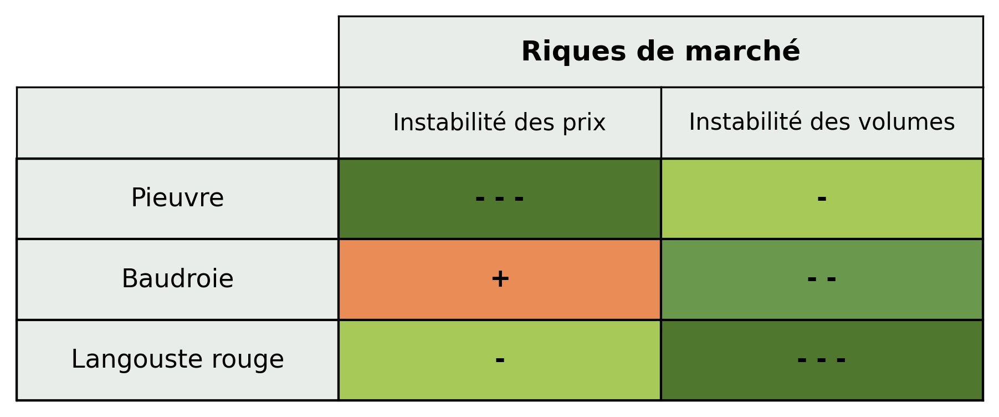 Riques de marché
Instabilité des prix Instabilité des volumes
Pieuvre - - - -
Baudroie + - -
Langouste rouge - - - -